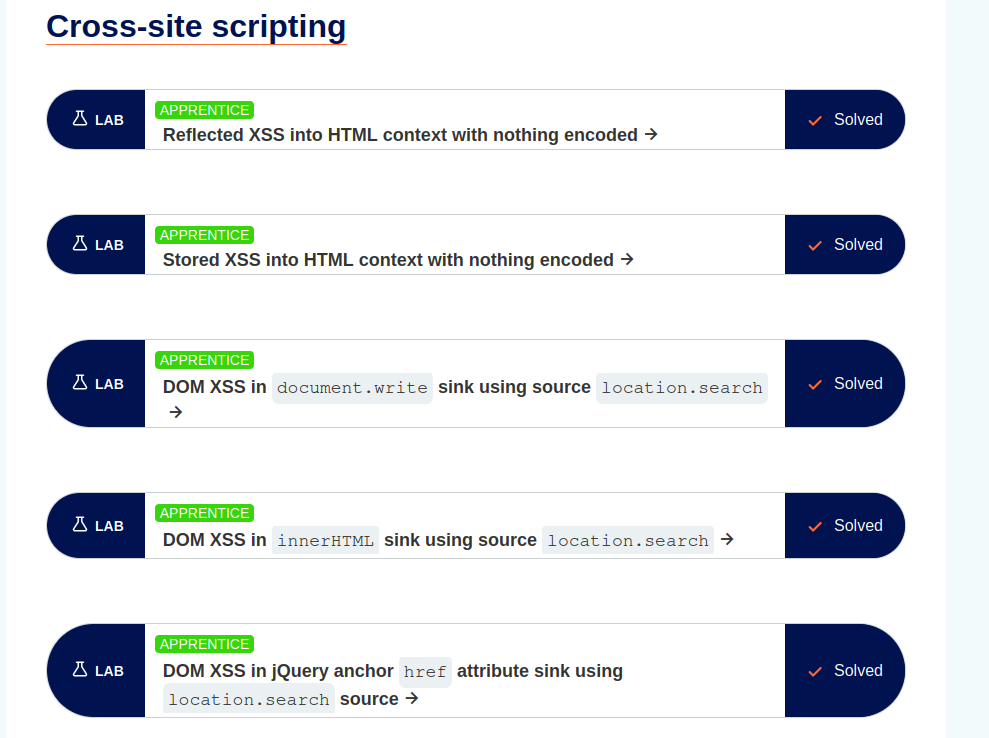 Cross-site scripting
LAB
APPRENTICE
Reflected XSS into HTML context with nothing encoded →
Solved
LAB
APPRENTICE
Stored XSS into HTML context with nothing encoded →
Solved
LAB
APPRENTICE
DOM XSS in document.write sink using source location.search
→
Solved
LAB
APPRENTICE
DOM XSS in innerHTML sink using source location.search →
Solved
LAB
APPRENTICE
DOM XSS in jQuery anchor href attribute sink using
location.search source →
Solved